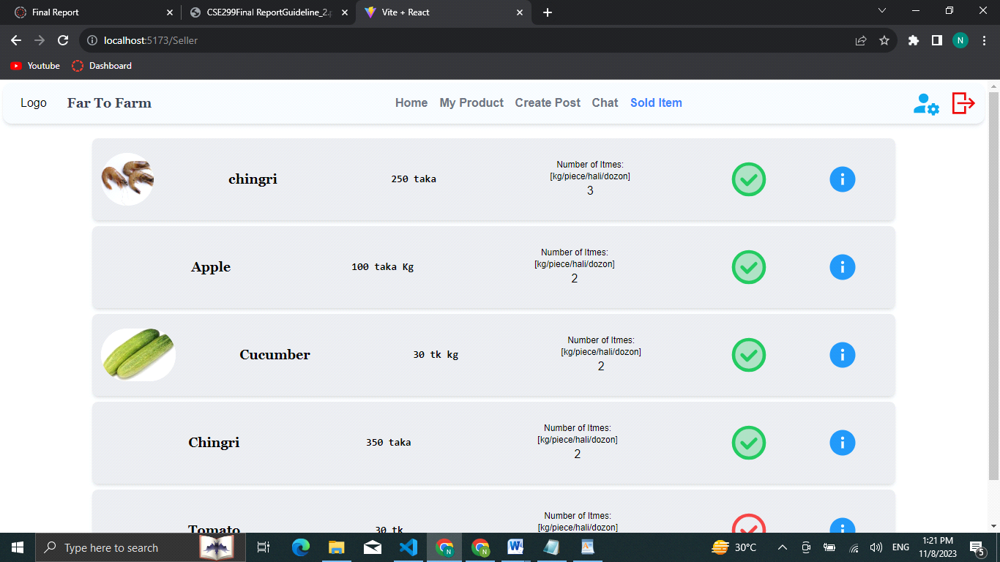 Final Report
CSE299Final ReportGuideline_2.p
Vite + React
localhost:5173/Seller
N
Youtube
Dashboard
Logo
Far To Farm
Home
My Product
Create Post
Chat
Sold Item
chingri
250 taka
Number of Itmes:
[kg/piece/hali/dozon]
3
Apple
100 taka Kg
Number of Itmes:
[kg/piece/hali/dozon]
2
Cucumber
30 tk kg
Number of Itmes:
[kg/piece/hali/dozon]
2
Chingri
350 taka
Number of Itmes:
[kg/piece/hali/dozon]
2
Tomato
30 tk
Number of Itmes:
[kg/piece/hali/dozon]
Type here to search
30°C
ENG
1:21 PM
11/8/2023
5